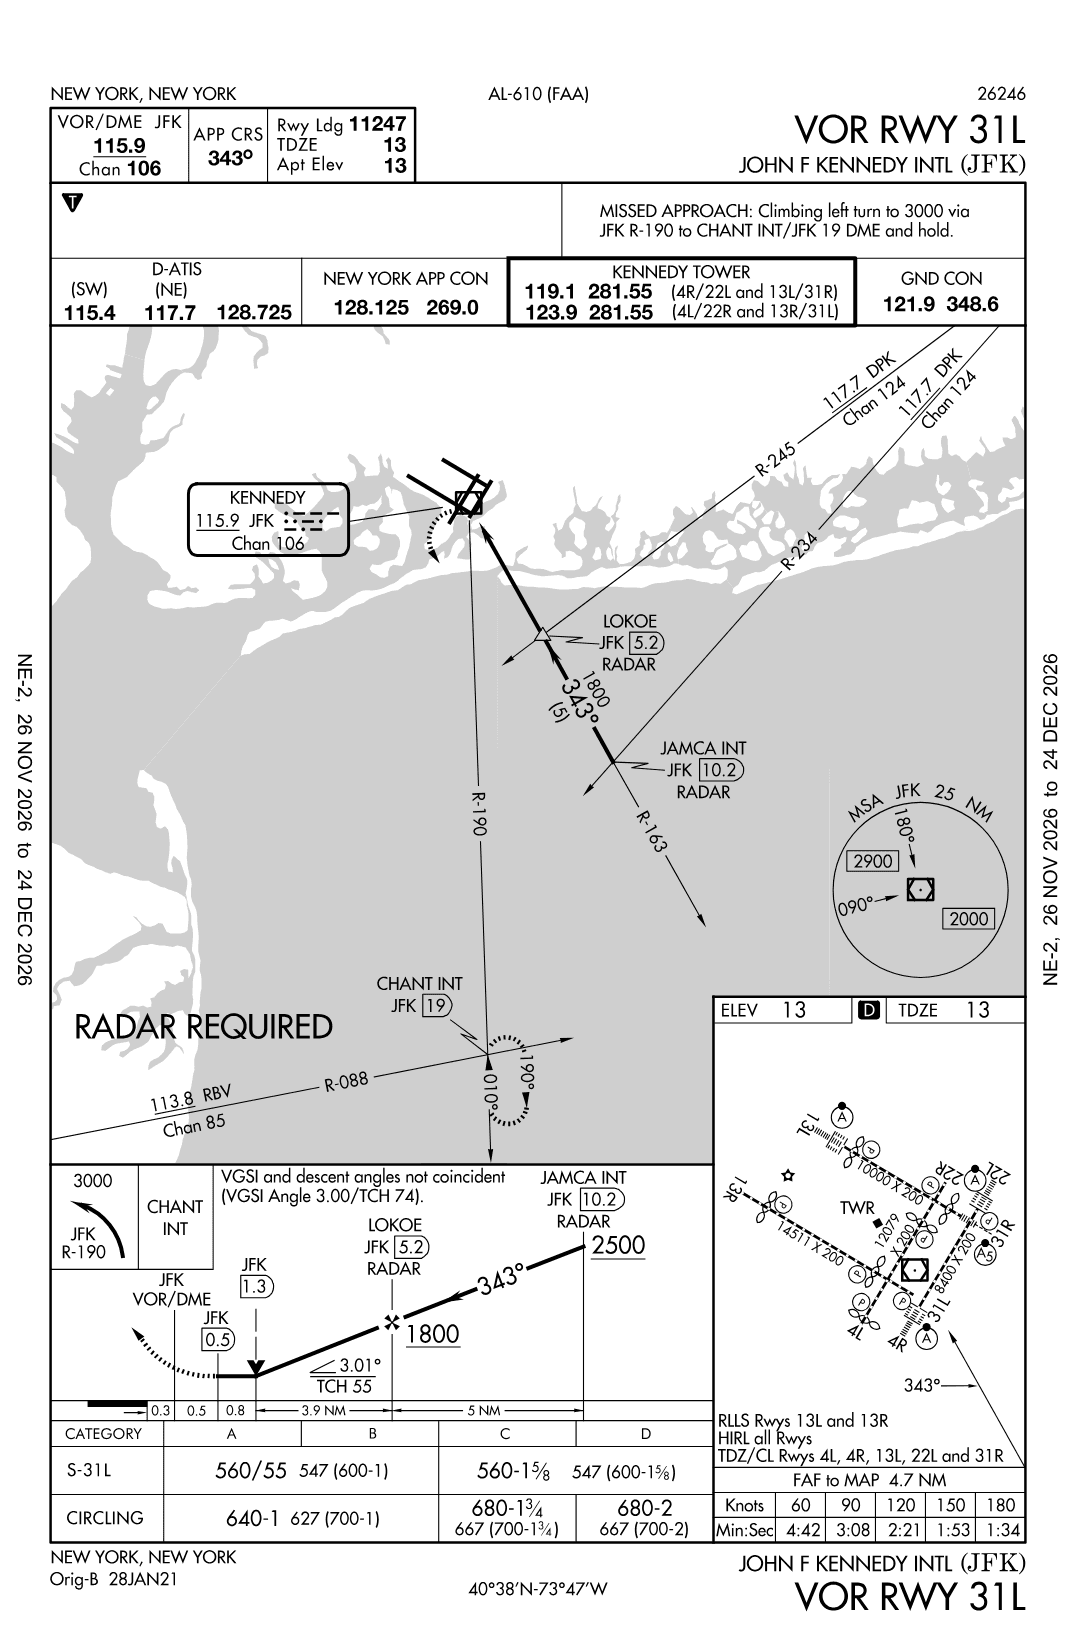 NEW YORK, NEW YORK
AL-610 (FAA)
26246
VOR/DME JFK
115.9
Chan 106
APP CRS
343°
Rwy Ldg 11247
TDZE 13
Apt Elev 13
VOR RWY 31L
JOHN F KENNEDY INTL (JFK)
T
MISSED APPROACH: Climbing left turn to 3000 via
JFK R-190 to CHANT INT/JFK 19 DME and hold.
D-ATIS
(SW) (NE)
115.4 117.7 128.725
NEW YORK APP CON
128.125 269.0
KENNEDY TOWER
119.1 281.55 (4R/22L and 13L/31R)
123.9 281.55 (4L/22R and 13R/31L)
GND CON
121.9 348.6
117.7 DPK
Chan 124
117.7 DPK
Chan 124
R-245
R-234
KENNEDY
115.9 JFK
Chan 106
LOKOE
JFK 5.2
RADAR
1800
343°
(5)
JAMCA INT
JFK 10.2
RADAR
R-190
R-163
MSA JFK 25 NM
180°
2900
090°
2000
CHANT INT
JFK 19
RADAR REQUIRED
190°
010°
R-088
113.8 RBV
Chan 85
NE-2, 26 NOV 2026 to 24 DEC 2026
NE-2, 26 NOV 2026 to 24 DEC 2026
ELEV 13
D
TDZE 13
13L
A
P
10000 X 200
22R
22L
A
P
13R
P
TWR
12079 X 200
P
P
31R
A5
14511 X 200
8400 X 200
P
P
P
4L
4R
31L
A
343°
RLLS Rwys 13L and 13R
HIRL all Rwys
TDZ/CL Rwys 4L, 4R, 13L, 22L and 31R
FAF to MAP 4.7 NM
Knots 60 90 120 150 180
Min:Sec 4:42 3:08 2:21 1:53 1:34
3000
JFK
R-190
CHANT
INT
VGSI and descent angles not coincident
(VGSI Angle 3.00/TCH 74).
JAMCA INT
JFK 10.2
RADAR
LOKOE
JFK 5.2
RADAR
2500
343°
JFK
1.3
JFK
VOR/DME
JFK
0.5
1800
3.01°
TCH 55
0.3 0.5 0.8 3.9 NM 5 NM
CATEGORY A B C D
S-31L 560/55 547 (600-1) 560-1⅝ 547 (600-1⅝)
CIRCLING 640-1 627 (700-1) 680-1¾ 667 (700-1¾) 680-2 667 (700-2)
NEW YORK, NEW YORK
Orig-B 28JAN21
40°38'N-73°47'W
JOHN F KENNEDY INTL (JFK)
VOR RWY 31L